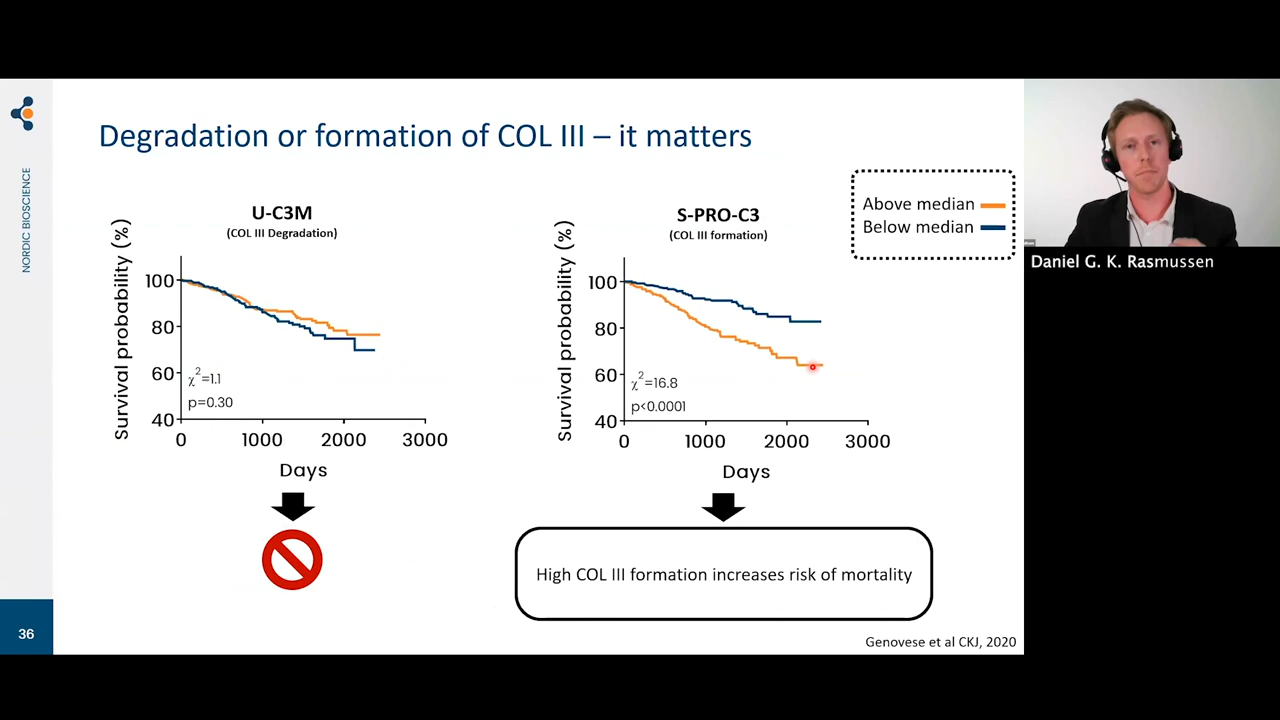 Degradation or formation of COL III – it matters
NORDIC BIOSCIENCE
Above median
Below median
U-C3M
(COL III Degradation)
Survival probability (%)
100
80
60
40
χ²=1.1
p=0.30
0 1000 2000 3000
Days
S-PRO-C3
(COL III formation)
Survival probability (%)
100
80
60
40
χ²=16.8
p<0.0001
0 1000 2000 3000
Days
High COL III formation increases risk of mortality
Genovese et al CKJ, 2020
36
Daniel G. K. Rasmussen